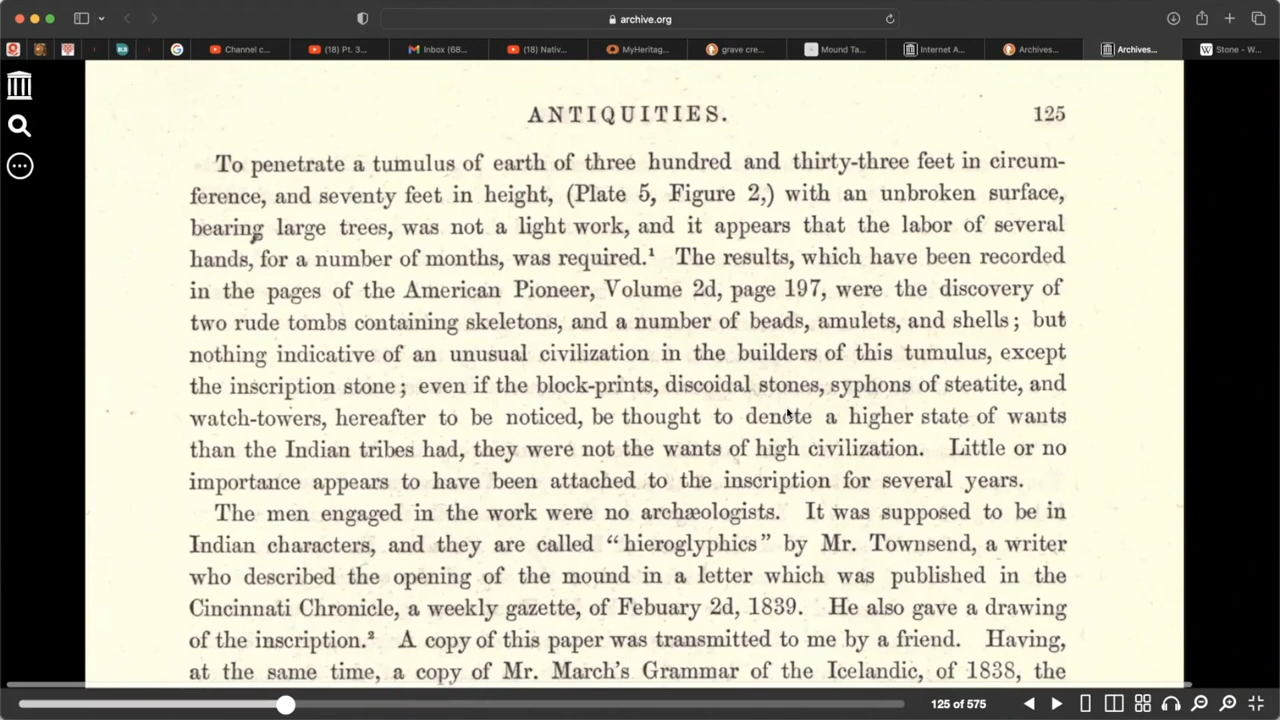 archive.org
Channel c...
(18) Pt. 3...
Inbox (68...
(18) Nativ...
MyHeritag...
grave cre...
Mound Ta...
Internet A...
Archives...
Archives...
Stone - W...
ANTIQUITIES. 125
To penetrate a tumulus of earth of three hundred and thirty-three feet in circum-
ference, and seventy feet in height, (Plate 5, Figure 2,) with an unbroken surface,
bearing large trees, was not a light work, and it appears that the labor of several
hands, for a number of months, was required.¹ The results, which have been recorded
in the pages of the American Pioneer, Volume 2d, page 197, were the discovery of
two rude tombs containing skeletons, and a number of beads, amulets, and shells; but
nothing indicative of an unusual civilization in the builders of this tumulus, except
the inscription stone; even if the block-prints, discoidal stones, syphons of steatite, and
watch-towers, hereafter to be noticed, be thought to denote a higher state of wants
than the Indian tribes had, they were not the wants of high civilization. Little or no
importance appears to have been attached to the inscription for several years.
The men engaged in the work were no archæologists. It was supposed to be in
Indian characters, and they are called "hieroglyphics" by Mr. Townsend, a writer
who described the opening of the mound in a letter which was published in the
Cincinnati Chronicle, a weekly gazette, of Febuary 2d, 1839. He also gave a drawing
of the inscription.² A copy of this paper was transmitted to me by a friend. Having,
at the same time, a copy of Mr. March's Grammar of the Icelandic, of 1838, the
125 of 575